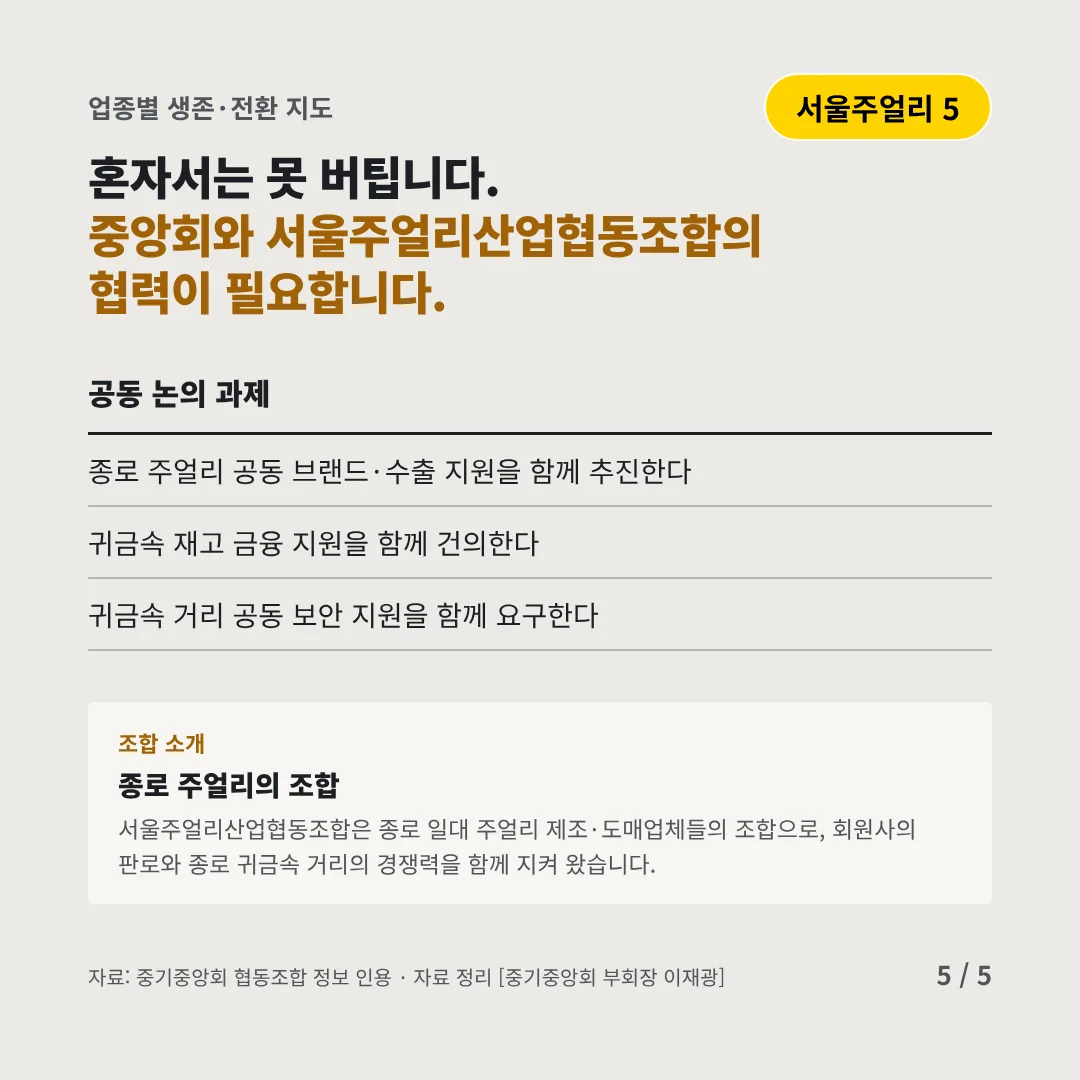 업종별 생존·전환 지도
서울주얼리 5
혼자서는 못 버팁니다.
중앙회와 서울주얼리산업협동조합의
협력이 필요합니다.
공동 논의 과제
종로 주얼리 공동 브랜드·수출 지원을 함께 추진한다
귀금속 재고 금융 지원을 함께 건의한다
귀금속 거리 공동 보안 지원을 함께 요구한다
조합 소개
종로 주얼리의 조합
서울주얼리산업협동조합은 종로 일대 주얼리 제조·도매업체들의 조합으로, 회원사의
판로와 종로 귀금속 거리의 경쟁력을 함께 지켜 왔습니다.
자료: 중기중앙회 협동조합 정보 인용 · 자료 정리 [중기중앙회 부회장 이재광]
5 / 5